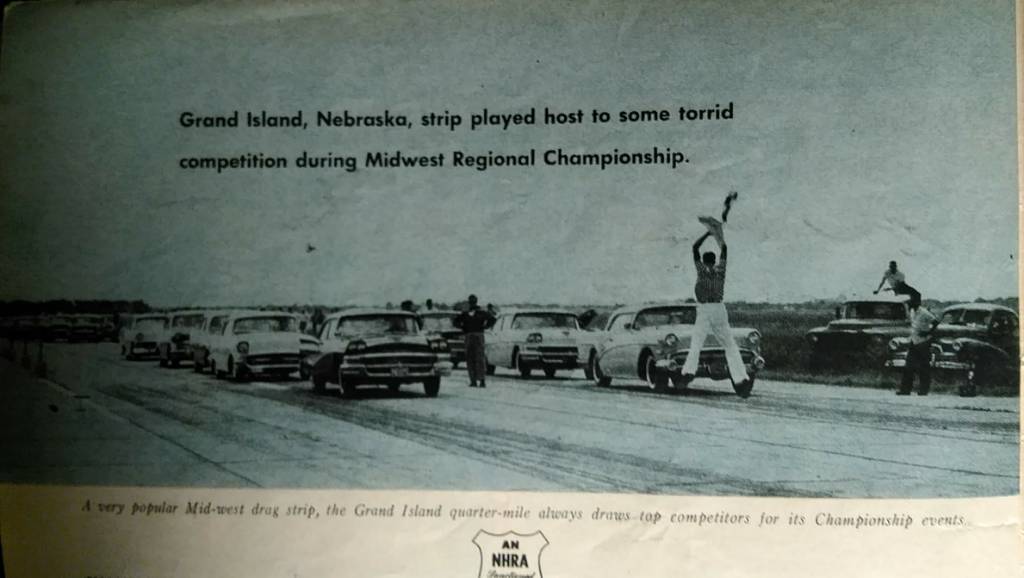 Grand Island, Nebraska, strip played host to some torrid
competition during Midwest Regional Championship.
A very popular Mid-west drag strip, the Grand Island quarter-mile always draws top competitors for its Championship events.
AN
NHRA
Sanctioned